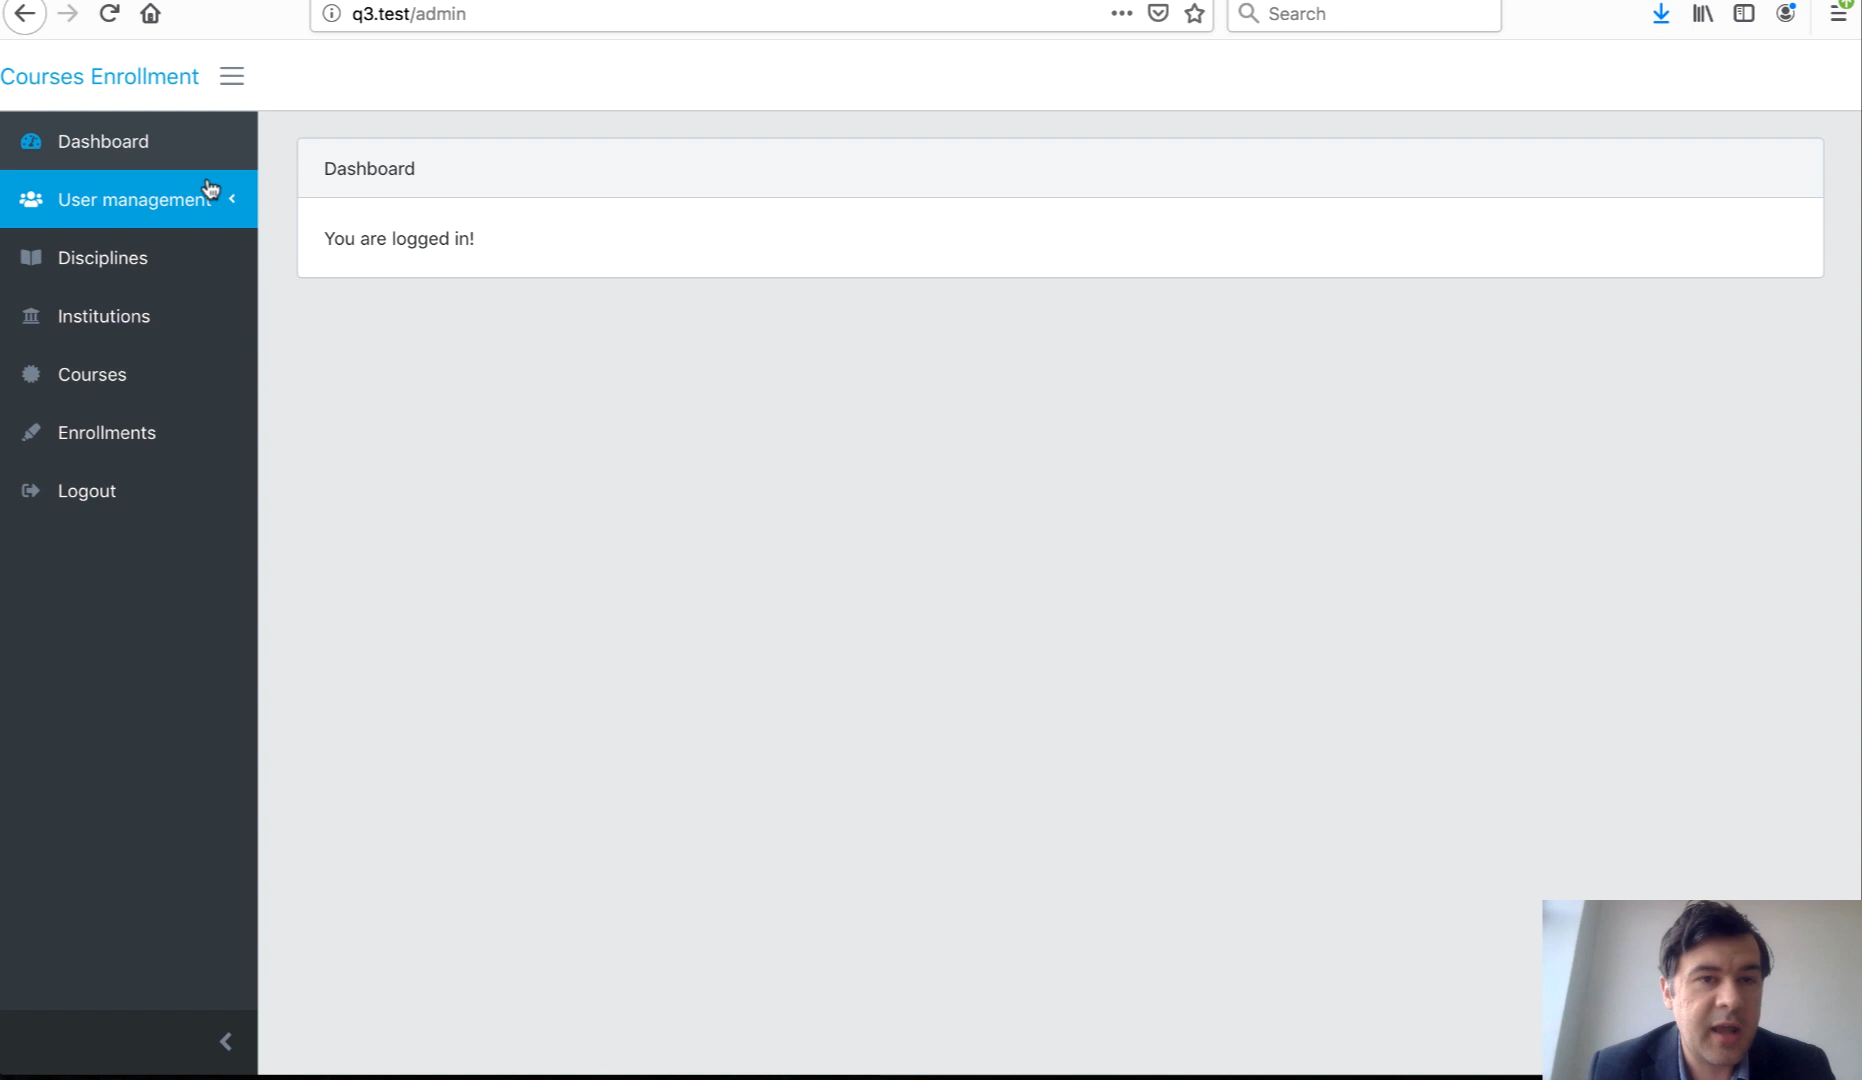 q3.test/admin
Search
Courses Enrollment
Dashboard
User management
Disciplines
Institutions
Courses
Enrollments
Logout
Dashboard
You are logged in!